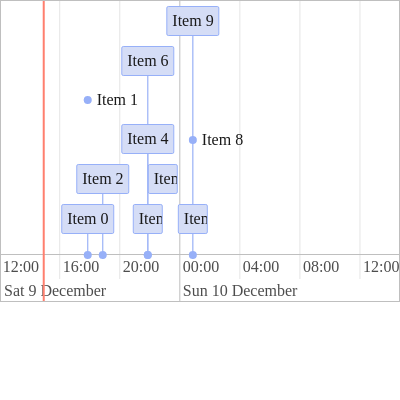 Item 9
Item 6
Item 1
Item 4
Item 8
Item 2
Item 0
12:00
16:00
20:00
00:00
04:00
08:00
12:00
Sat 9 December
Sun 10 December